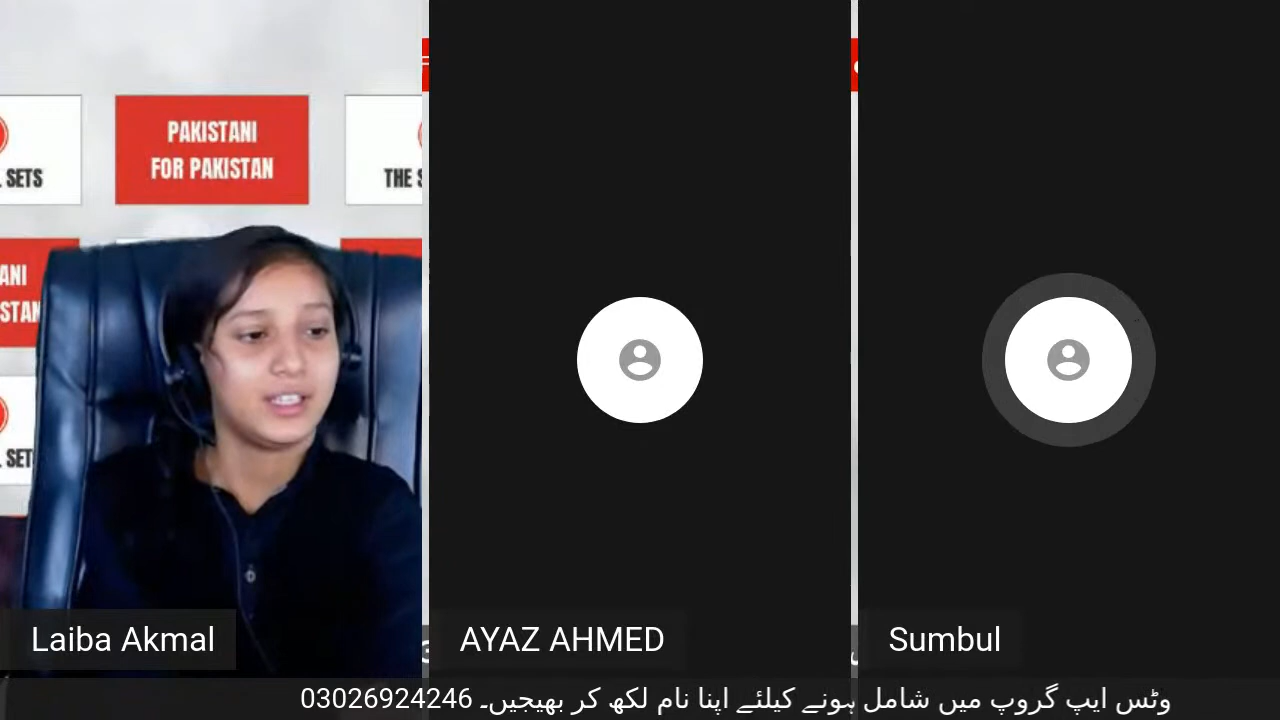 PAKISTANI
FOR PAKISTAN
SETS
THE S
ANI
STAN
SET
Laiba Akmal
AYAZ AHMED
Sumbul
وٹس ایپ گروپ میں شامل ہونے کیلئے اپنا نام لکھ کر بھیجیں۔ 03026924246